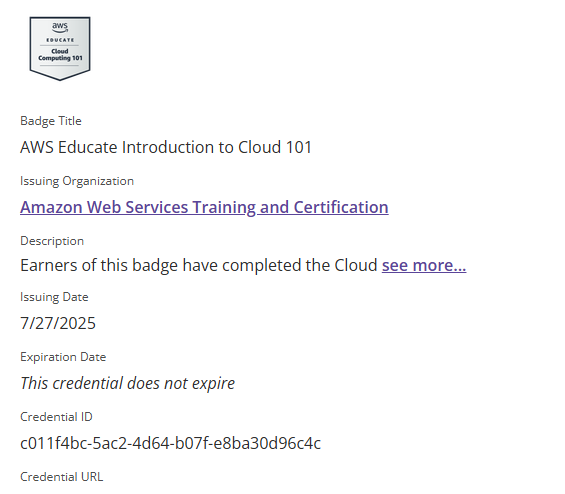 aws
EDUCATE
Cloud
Computing 101
Badge Title
AWS Educate Introduction to Cloud 101
Issuing Organization
Amazon Web Services Training and Certification
Description
Earners of this badge have completed the Cloud see more...
Issuing Date
7/27/2025
Expiration Date
This credential does not expire
Credential ID
c011f4bc-5ac2-4d64-b07f-e8ba30d96c4c
Credential URL